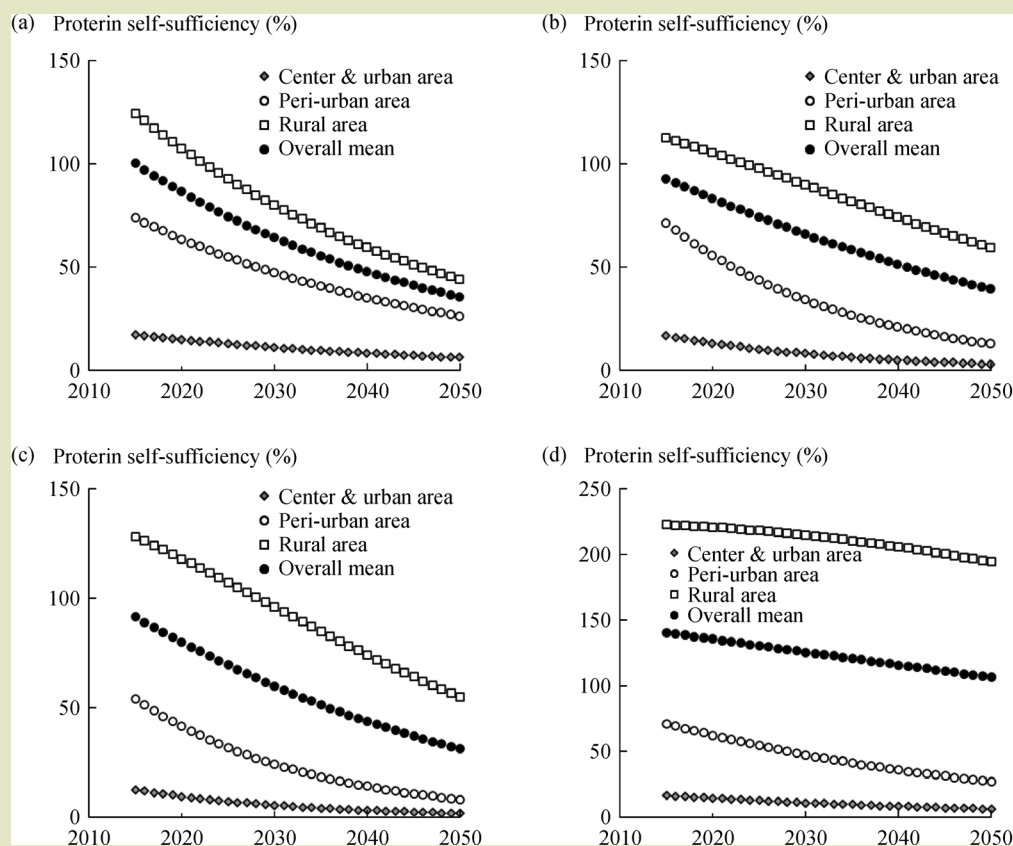 (a) Proterin self-sufficiency (%)
150
Center & urban area
Peri-urban area
Rural area
100
Overall mean
50
0
2010 2020 2030 2040 2050
(b) Proterin self-sufficiency (%)
150
Center & urban area
Peri-urban area
Rural area
100
Overall mean
50
0
2010 2020 2030 2040 2050
(c) Proterin self-sufficiency (%)
150
Center & urban area
Peri-urban area
Rural area
Overall mean
100
50
0
2010 2020 2030 2040 2050
(d) Proterin self-sufficiency (%)
250
200
Center & urban area
Peri-urban area
Rural area
150
Overall mean
100
50
0
2010 2020 2030 2040 2050